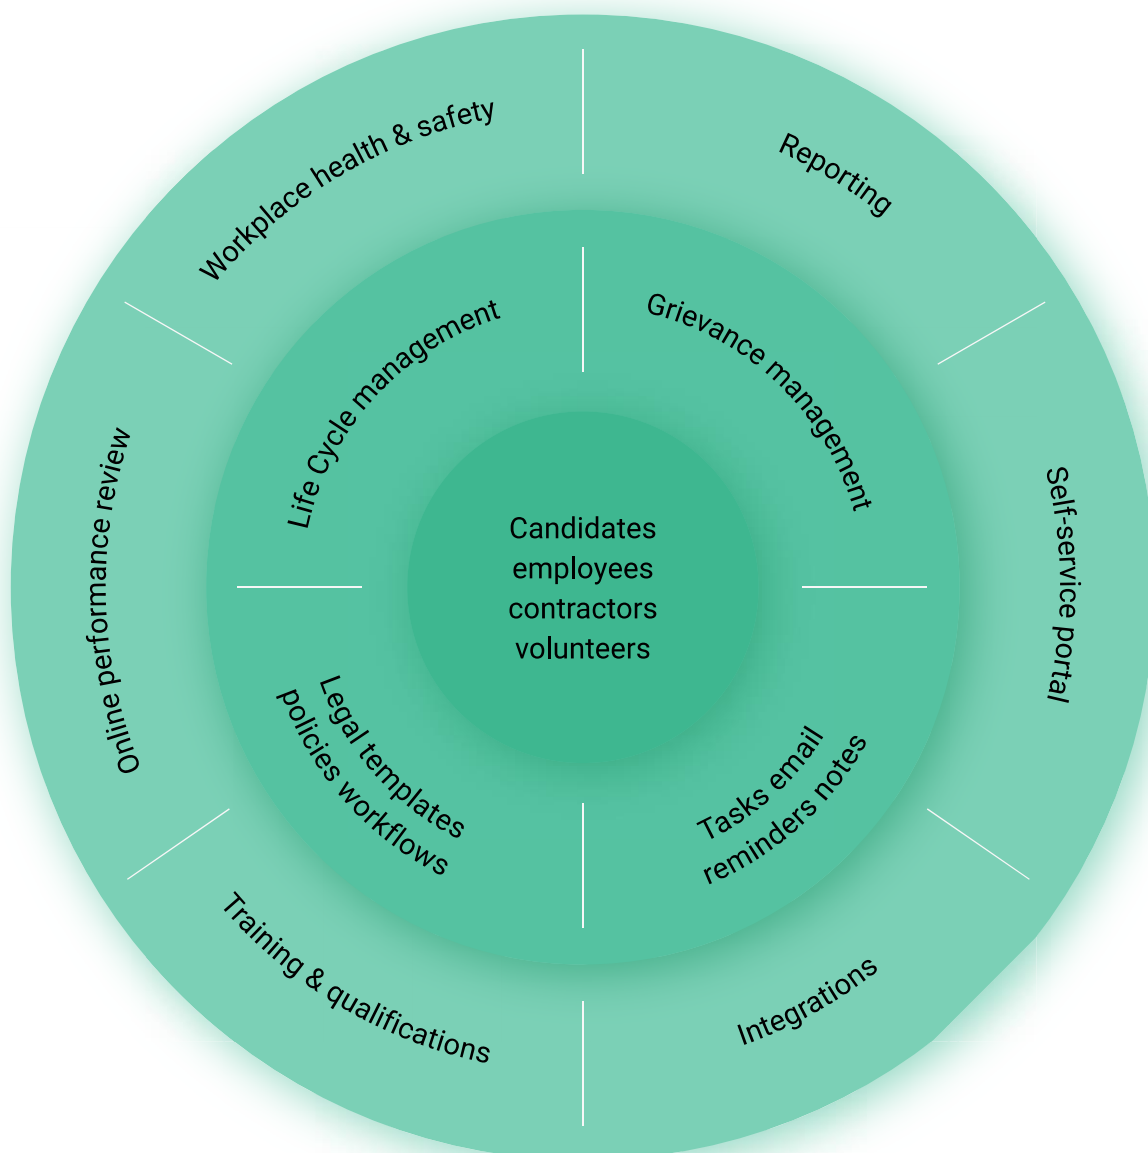 Workplace health & safety
Reporting
Life Cycle management
Grievance management
Online performance review
Self-service portal
Candidates
employees
contractors
volunteers
Legal templates
policies workflows
Tasks email
reminders notes
Training & qualifications
Integrations